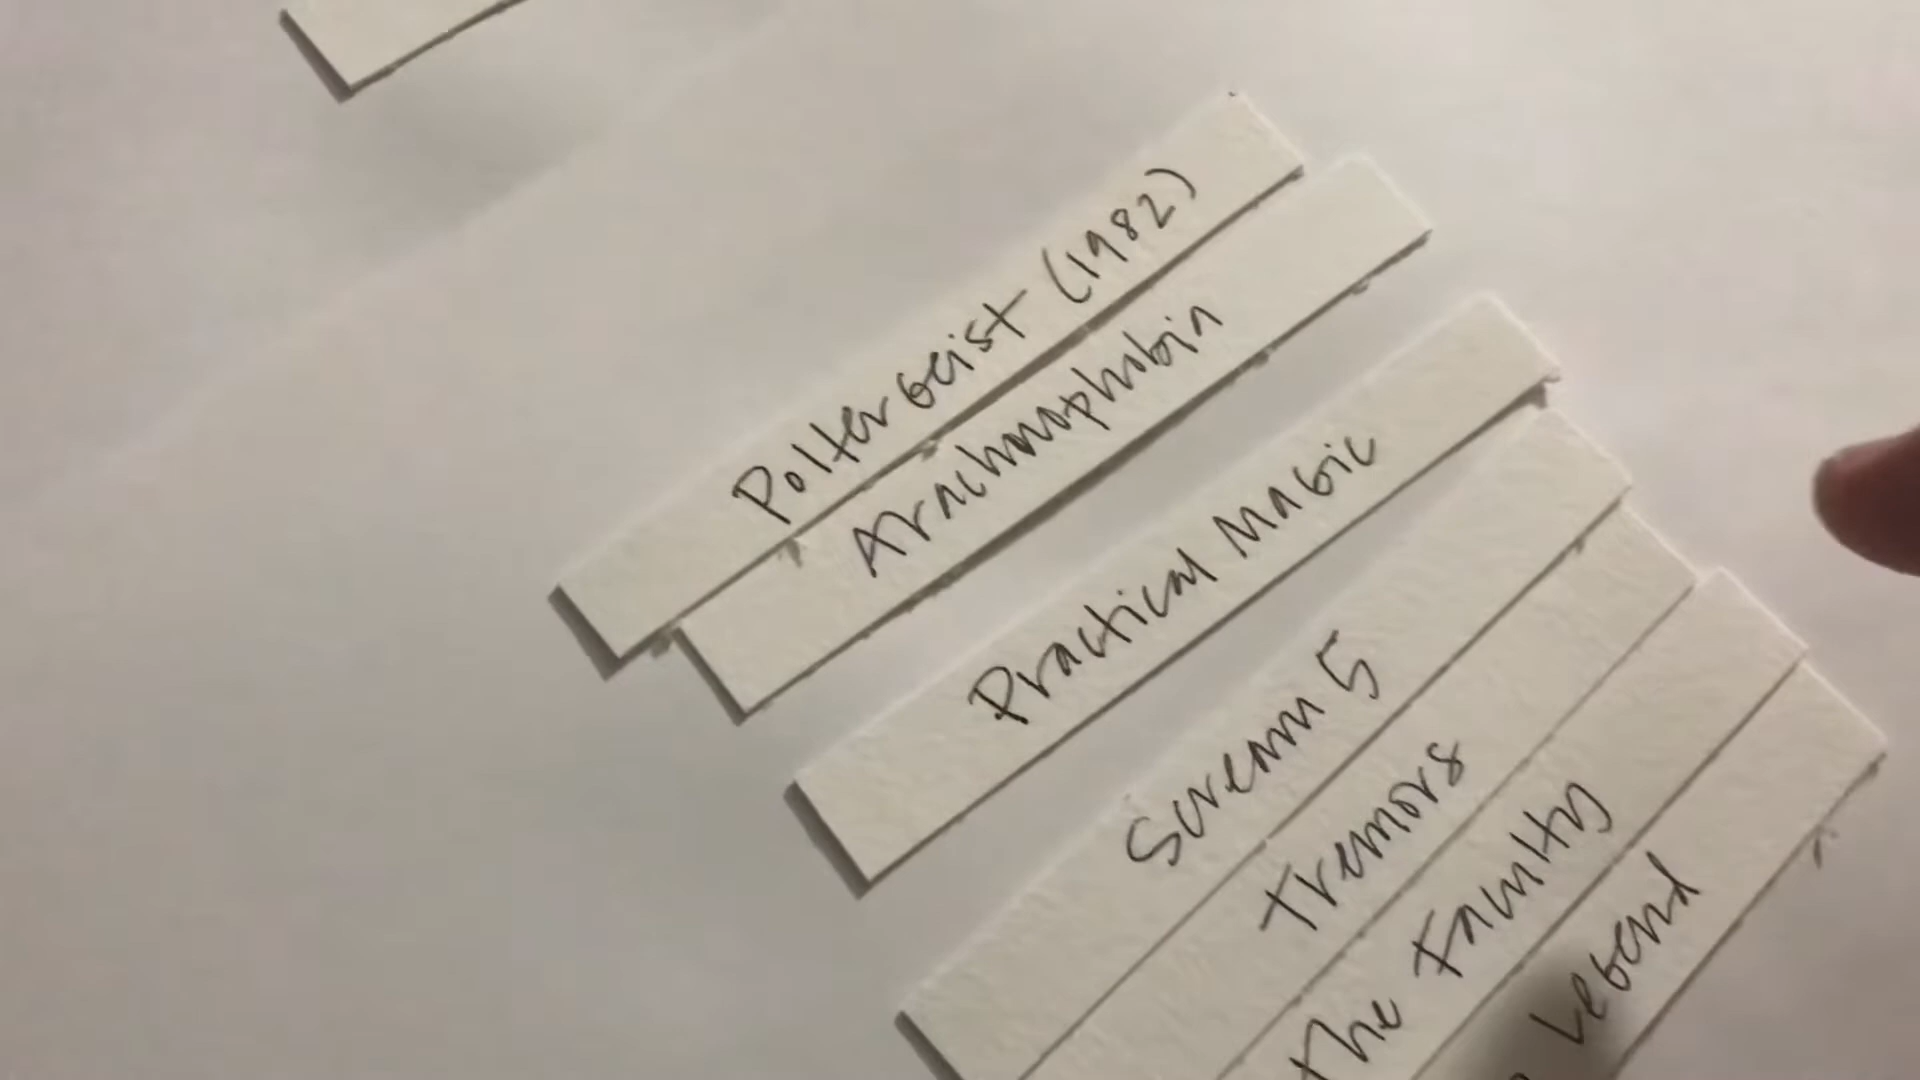 Poltergeist (1982)
Arachnophobia
Practical Magic
Scream 5
Tremors
The Faculty
Legend